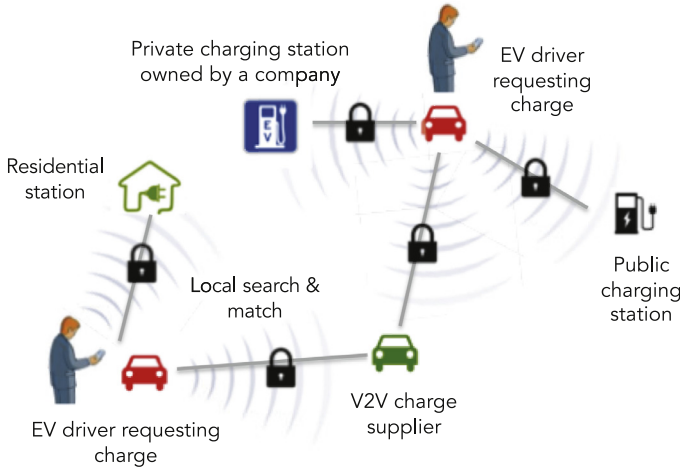 Private charging station
owned by a company
EV driver
requesting
charge
E
V
Residential
station
Local search &
match
Public
charging
station
V2V charge
supplier
EV driver requesting
charge